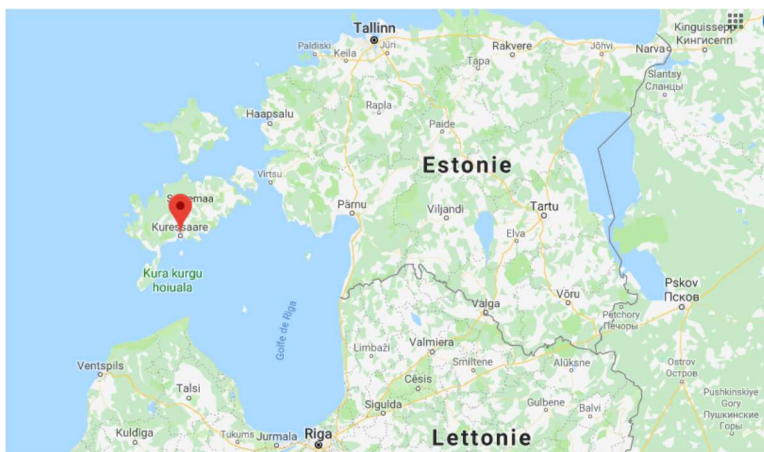 Tallinn
Kinguissepp
Кингисепп
Paldiski
Keila
Jüri
Rakvere
Jõhvi
Narva
Tapa
Slantsy
Сланцы
Haapsalu
Rapla
Paide
Estonie
Virtsu
Kuressaare
Pärnu
Viljandi
Tartu
Elva
Kura kurgu
hoiuala
Golfe de Riga
Pskov
Псков
Valga
Võru
Petchory
Печоры
Limbaži
Valmiera
Ventspils
Smiltene
Alūksne
Ostrov
Остров
Talsi
Cēsis
Pushkinskiye
Gory
Пушкинские
Горы
Sigulda
Gulbene
Balvi
Kuldīga
Tukums
Jurmala
Riga
Lettonie